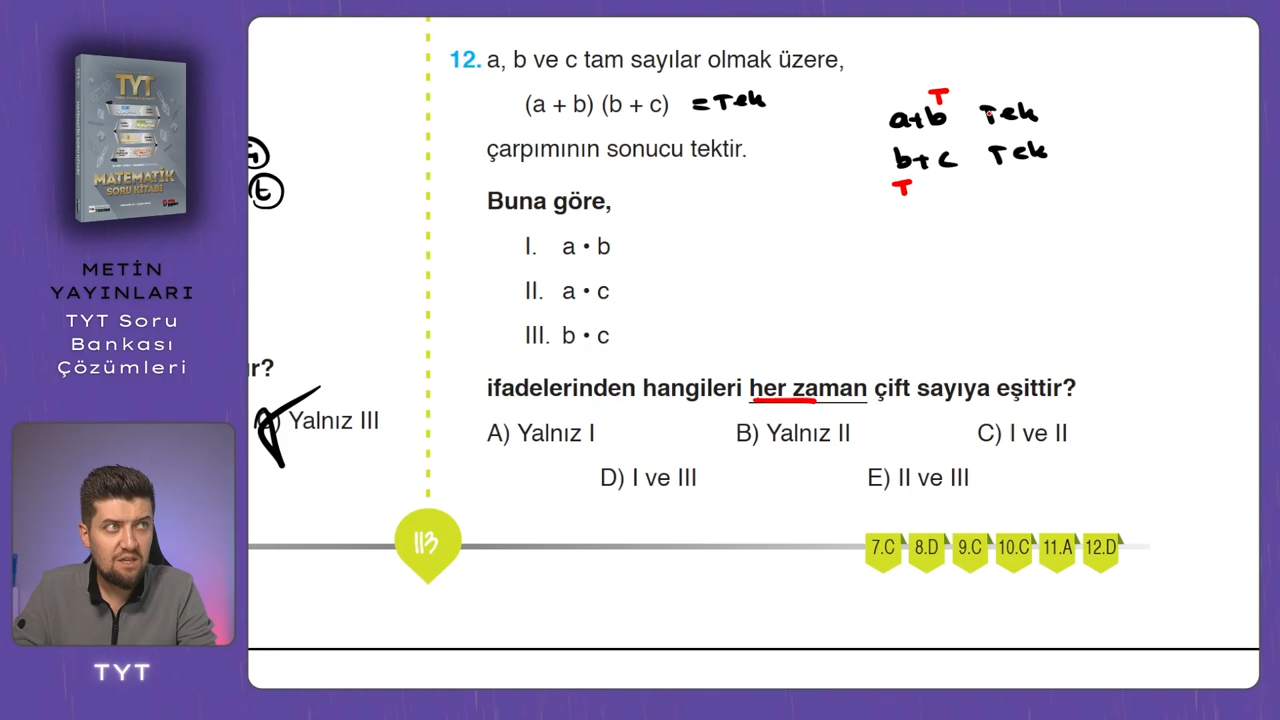 TYT
MATEMATİK
SORU KİTABI
METİN
YAYINLARI
TYT Soru
Bankası
Çözümleri
TYT
t
ır?
Yalnız III
12. a, b ve c tam sayılar olmak üzere,
(a + b) (b + c) = Tek
çarpımının sonucu tektir.
Buna göre,
I. a • b
II. a • c
III. b • c
ifadelerinden hangileri her zaman çift sayıya eşittir?
A) Yalnız I B) Yalnız II C) I ve II
D) I ve III E) II ve III
T
a+b Tek
b+c Tek
T
113
7.C 8.D 9.C 10.C 11.A 12.D